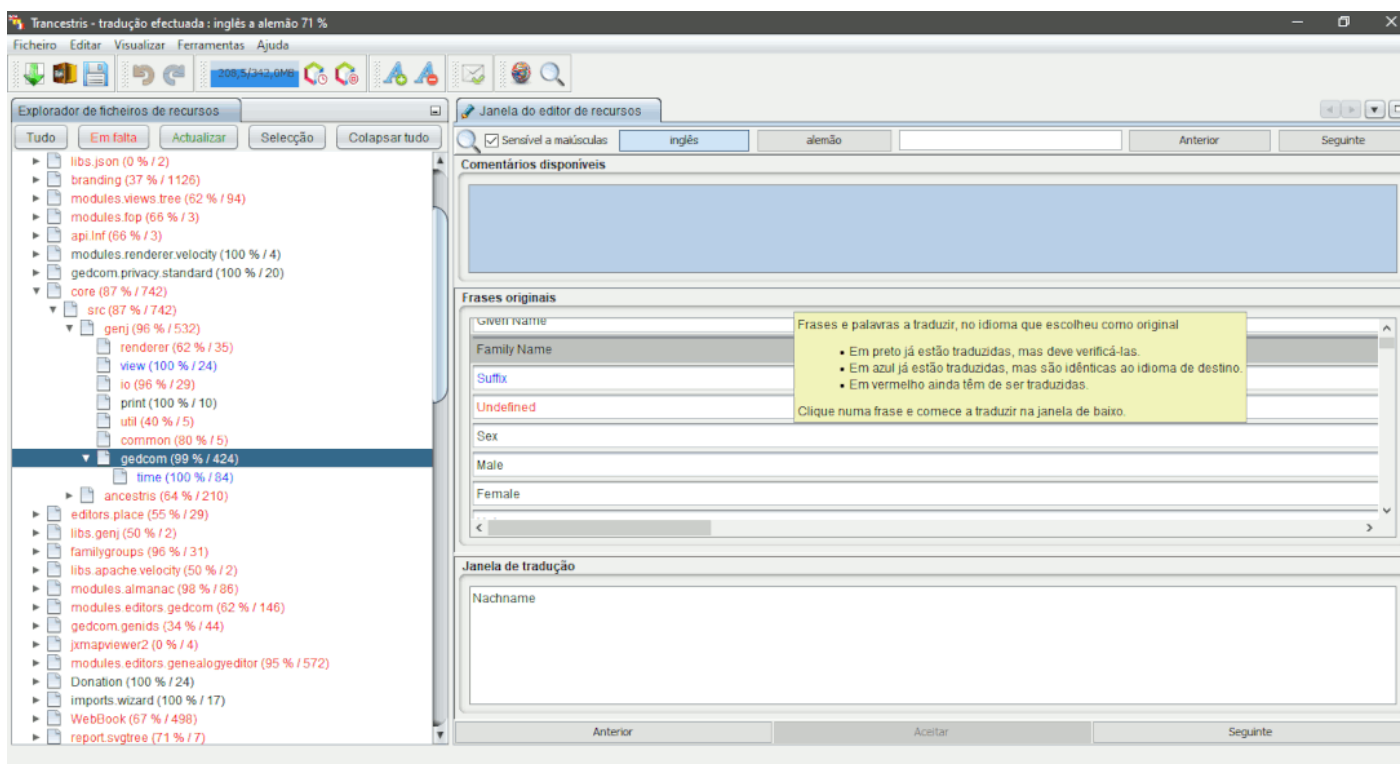 Trancestris - tradução efectuada : inglês a alemão 71 %
Ficheiro Editar Visualizar Ferramentas Ajuda
208,5/342,0MB
Explorador de ficheiros de recursos
Tudo Em falta Actualizar Selecção Colapsar tudo
libs.json (0 % / 2)
branding (37 % / 1126)
modules.views.tree (62 % / 94)
modules.fop (66 % / 3)
api.lnf (66 % / 3)
modules.renderer.velocity (100 % / 4)
gedcom.privacy.standard (100 % / 20)
core (87 % / 742)
src (87 % / 742)
genj (96 % / 532)
renderer (62 % / 35)
view (100 % / 24)
io (96 % / 29)
print (100 % / 10)
util (40 % / 5)
common (80 % / 5)
gedcom (99 % / 424)
time (100 % / 84)
ancestris (64 % / 210)
editors.place (55 % / 29)
libs.genj (50 % / 2)
familygroups (96 % / 31)
libs.apache.velocity (50 % / 2)
modules.almanac (98 % / 86)
modules.editors.gedcom (62 % / 146)
gedcom.genids (34 % / 44)
jxmapviewer2 (0 % / 4)
modules.editors.genealogyeditor (95 % / 572)
Donation (100 % / 24)
imports.wizard (100 % / 17)
WebBook (67 % / 498)
report.svgtree (71 % / 7)
Janela do editor de recursos
Sensível a maiúsculas inglês alemão Anterior Seguinte
Comentários disponíveis
Frases originais
Given Name
Family Name
Suffix
Undefined
Sex
Male
Female
Frases e palavras a traduzir, no idioma que escolheu como original
• Em preto já estão traduzidas, mas deve verificá-las.
• Em azul já estão traduzidas, mas são idênticas ao idioma de destino.
• Em vermelho ainda têm de ser traduzidas.
Clique numa frase e comece a traduzir na janela de baixo.
Janela de tradução
Nachname
Anterior Aceitar Seguinte